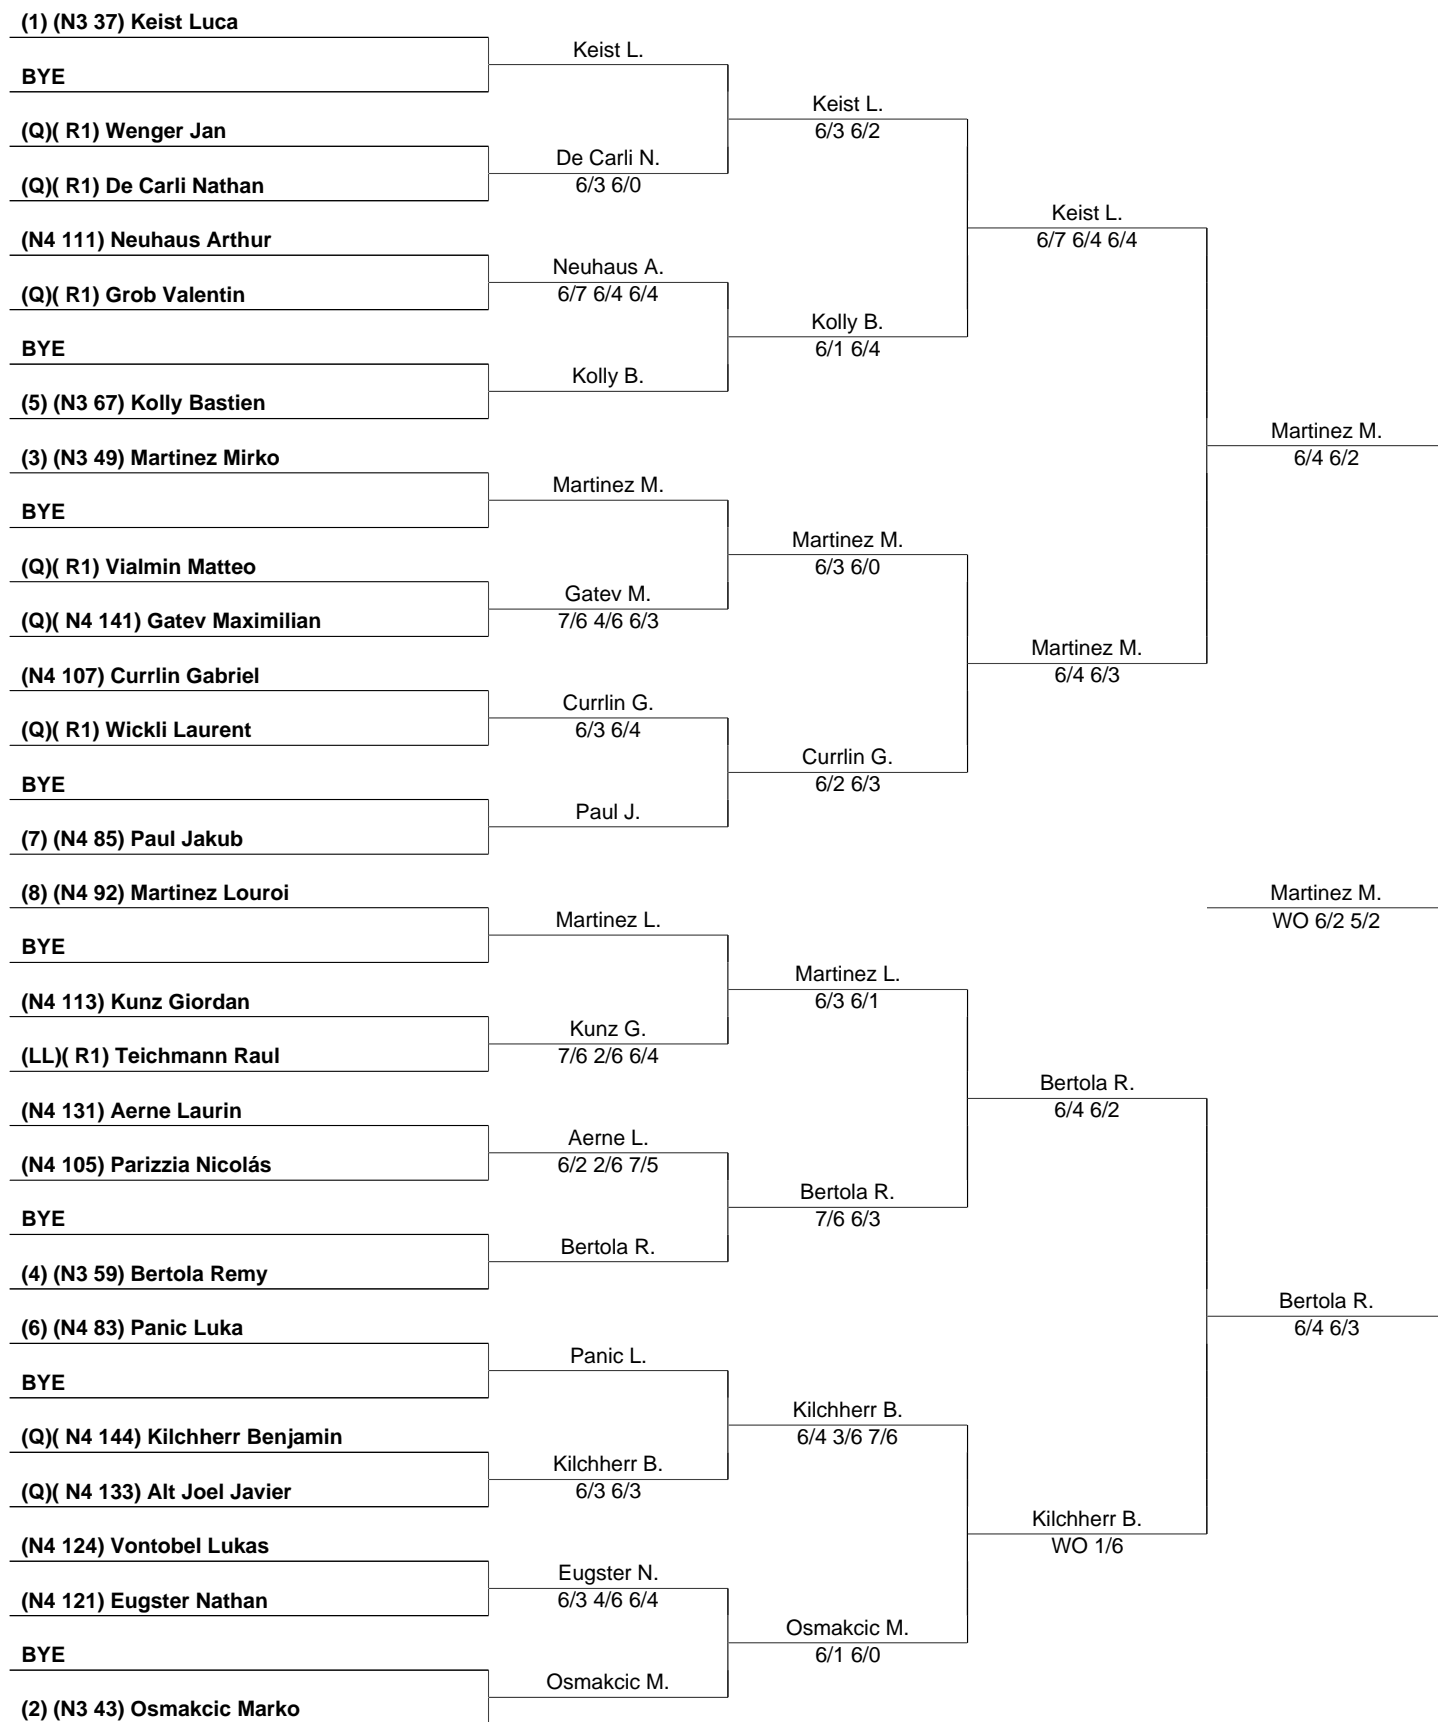 (1) (N3 37) Keist Luca
BYE
(Q)( R1) Wenger Jan
(Q)( R1) De Carli Nathan
(N4 111) Neuhaus Arthur
(Q)( R1) Grob Valentin
BYE
(5) (N3 67) Kolly Bastien
(3) (N3 49) Martinez Mirko
BYE
(Q)( R1) Vialmin Matteo
(Q)( N4 141) Gatev Maximilian
(N4 107) Currlin Gabriel
(Q)( R1) Wickli Laurent
BYE
(7) (N4 85) Paul Jakub
(8) (N4 92) Martinez Louroi
BYE
(N4 113) Kunz Giordan
(LL)( R1) Teichmann Raul
(N4 131) Aerne Laurin
(N4 105) Parizzia Nicolás
BYE
(4) (N3 59) Bertola Remy
(6) (N4 83) Panic Luka
BYE
(Q)( N4 144) Kilchherr Benjamin
(Q)( N4 133) Alt Joel Javier
(N4 124) Vontobel Lukas
(N4 121) Eugster Nathan
BYE
(2) (N3 43) Osmakcic Marko
Keist L.
De Carli N.
6/3 6/0
Neuhaus A.
6/7 6/4 6/4
Kolly B.
Martinez M.
Gatev M.
7/6 4/6 6/3
Currlin G.
6/3 6/4
Paul J.
Martinez L.
Kunz G.
7/6 2/6 6/4
Aerne L.
6/2 2/6 7/5
Bertola R.
Panic L.
Kilchherr B.
6/3 6/3
Eugster N.
6/3 4/6 6/4
Osmakcic M.
Keist L.
6/3 6/2
Kolly B.
6/1 6/4
Martinez M.
6/3 6/0
Currlin G.
6/2 6/3
Martinez L.
6/3 6/1
Bertola R.
7/6 6/3
Kilchherr B.
6/4 3/6 7/6
Osmakcic M.
6/1 6/0
Keist L.
6/7 6/4 6/4
Martinez M.
6/4 6/3
Bertola R.
6/4 6/2
Kilchherr B.
WO 1/6
Martinez M.
6/4 6/2
Martinez M.
WO 6/2 5/2
Bertola R.
6/4 6/3